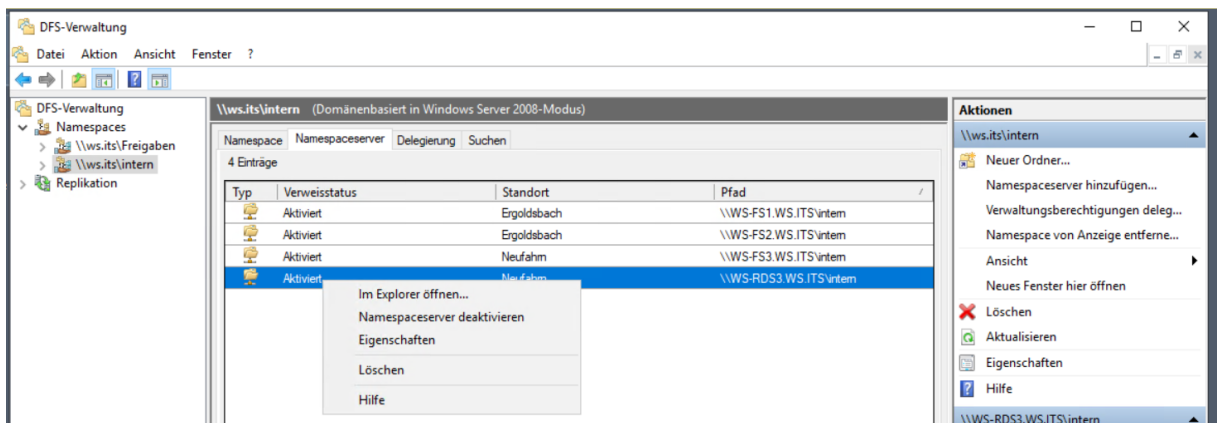 DFS-Verwaltung
Datei Aktion Ansicht Fenster ?
DFS-Verwaltung
Namespaces
\\ws.its\Freigaben
\\ws.its\intern
Replikation
\\ws.its\intern (Domänenbasiert in Windows Server 2008-Modus)
Namespace Namespaceserver Delegierung Suchen
4 Einträge
Typ Verweisstatus Standort Pfad
Aktiviert Ergoldsbach \\WS-FS1.WS.ITS\intern
Aktiviert Ergoldsbach \\WS-FS2.WS.ITS\intern
Aktiviert Neufahrn \\WS-FS3.WS.ITS\intern
Aktiviert Neufahrn \\WS-RDS3.WS.ITS\intern
Im Explorer öffnen...
Namespaceserver deaktivieren
Eigenschaften
Löschen
Hilfe
Aktionen
\\ws.its\intern
Neuer Ordner...
Namespaceserver hinzufügen...
Verwaltungsberechtigungen deleg...
Namespace von Anzeige entferne...
Ansicht
Neues Fenster hier öffnen
Löschen
Aktualisieren
Eigenschaften
Hilfe
\\WS-RDS3.WS.ITS\intern